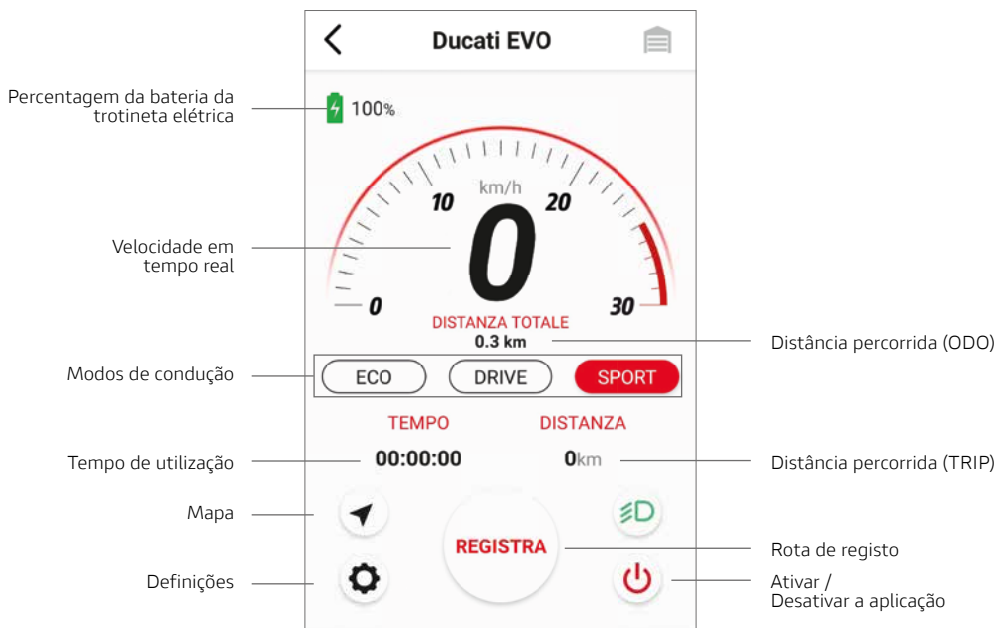 Ducati EVO
Percentagem da bateria da
trotineta elétrica
100%
km/h
10
20
0
Velocidade em
tempo real
0
30
DISTANZA TOTALE
0.3 km
Distância percorrida (ODO)
Modos de condução
ECO
DRIVE
SPORT
TEMPO
DISTANZA
Tempo de utilização
00:00:00
0km
Distância percorrida (TRIP)
Mapa
REGISTRA
Rota de registo
Definições
Ativar /
Desativar a aplicação